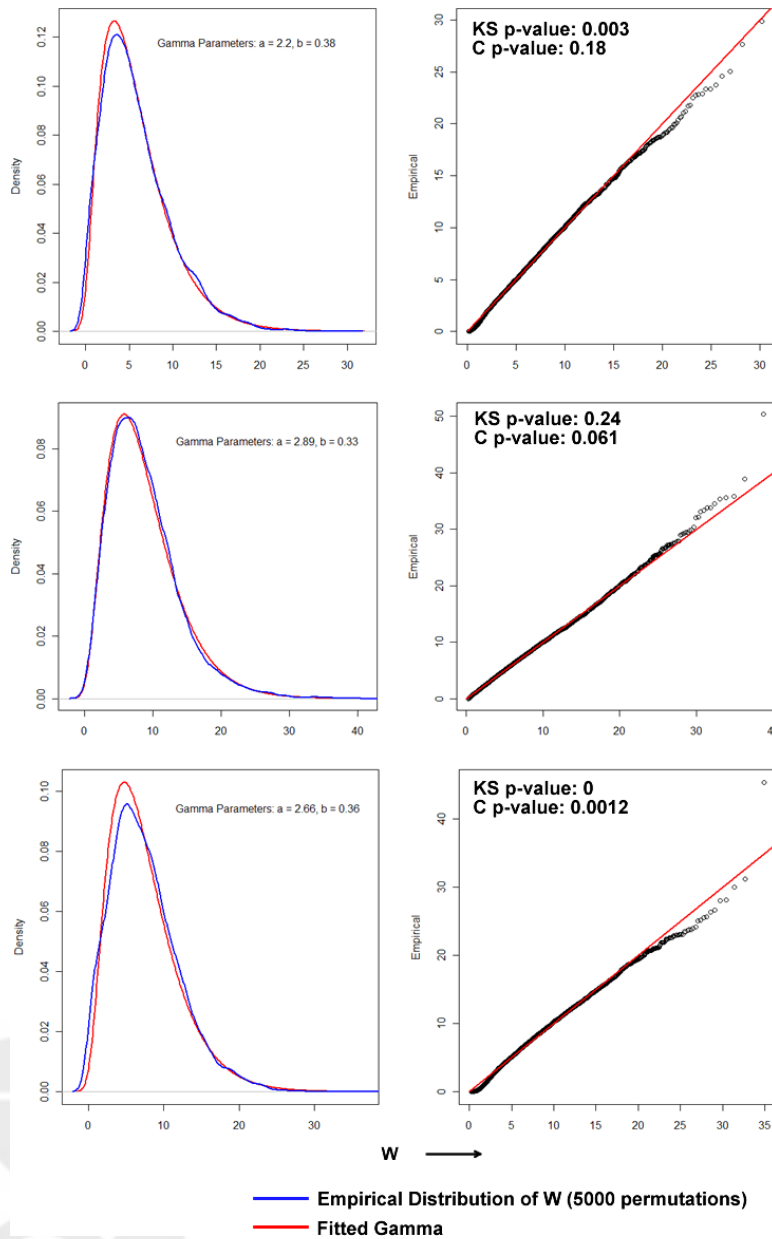 Gamma Parameters: a = 2.2, b = 0.38
Density
0.00 0.02 0.04 0.06 0.08 0.10 0.12
0 5 10 15 20 25 30
KS p-value: 0.003
C p-value: 0.18
Empirical
0 5 10 15 20 25 30
0 5 10 15 20 25 30
Gamma Parameters: a = 2.89, b = 0.33
Density
0.00 0.02 0.04 0.06 0.08
0 10 20 30 40
KS p-value: 0.24
C p-value: 0.061
Empirical
0 10 20 30 40 50
0 10 20 30 40
Gamma Parameters: a = 2.66, b = 0.36
Density
0.00 0.02 0.04 0.06 0.08 0.10
0 10 20 30
KS p-value: 0
C p-value: 0.0012
Empirical
0 10 20 30 40
0 5 10 15 20 25 30 35
W
Empirical Distribution of W (5000 permutations)
Fitted Gamma